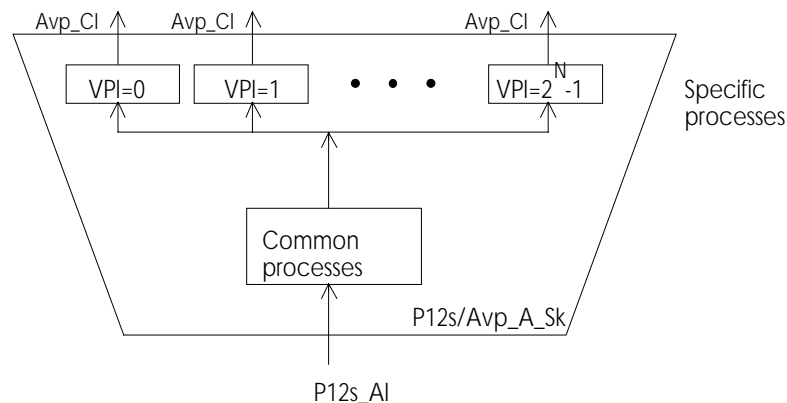 Avp_CI Avp_CI Avp_CI
VPI=0 VPI=1 • • • VPI=2^N-1
Specific
processes
Common
processes
P12s/Avp_A_Sk
P12s_AI